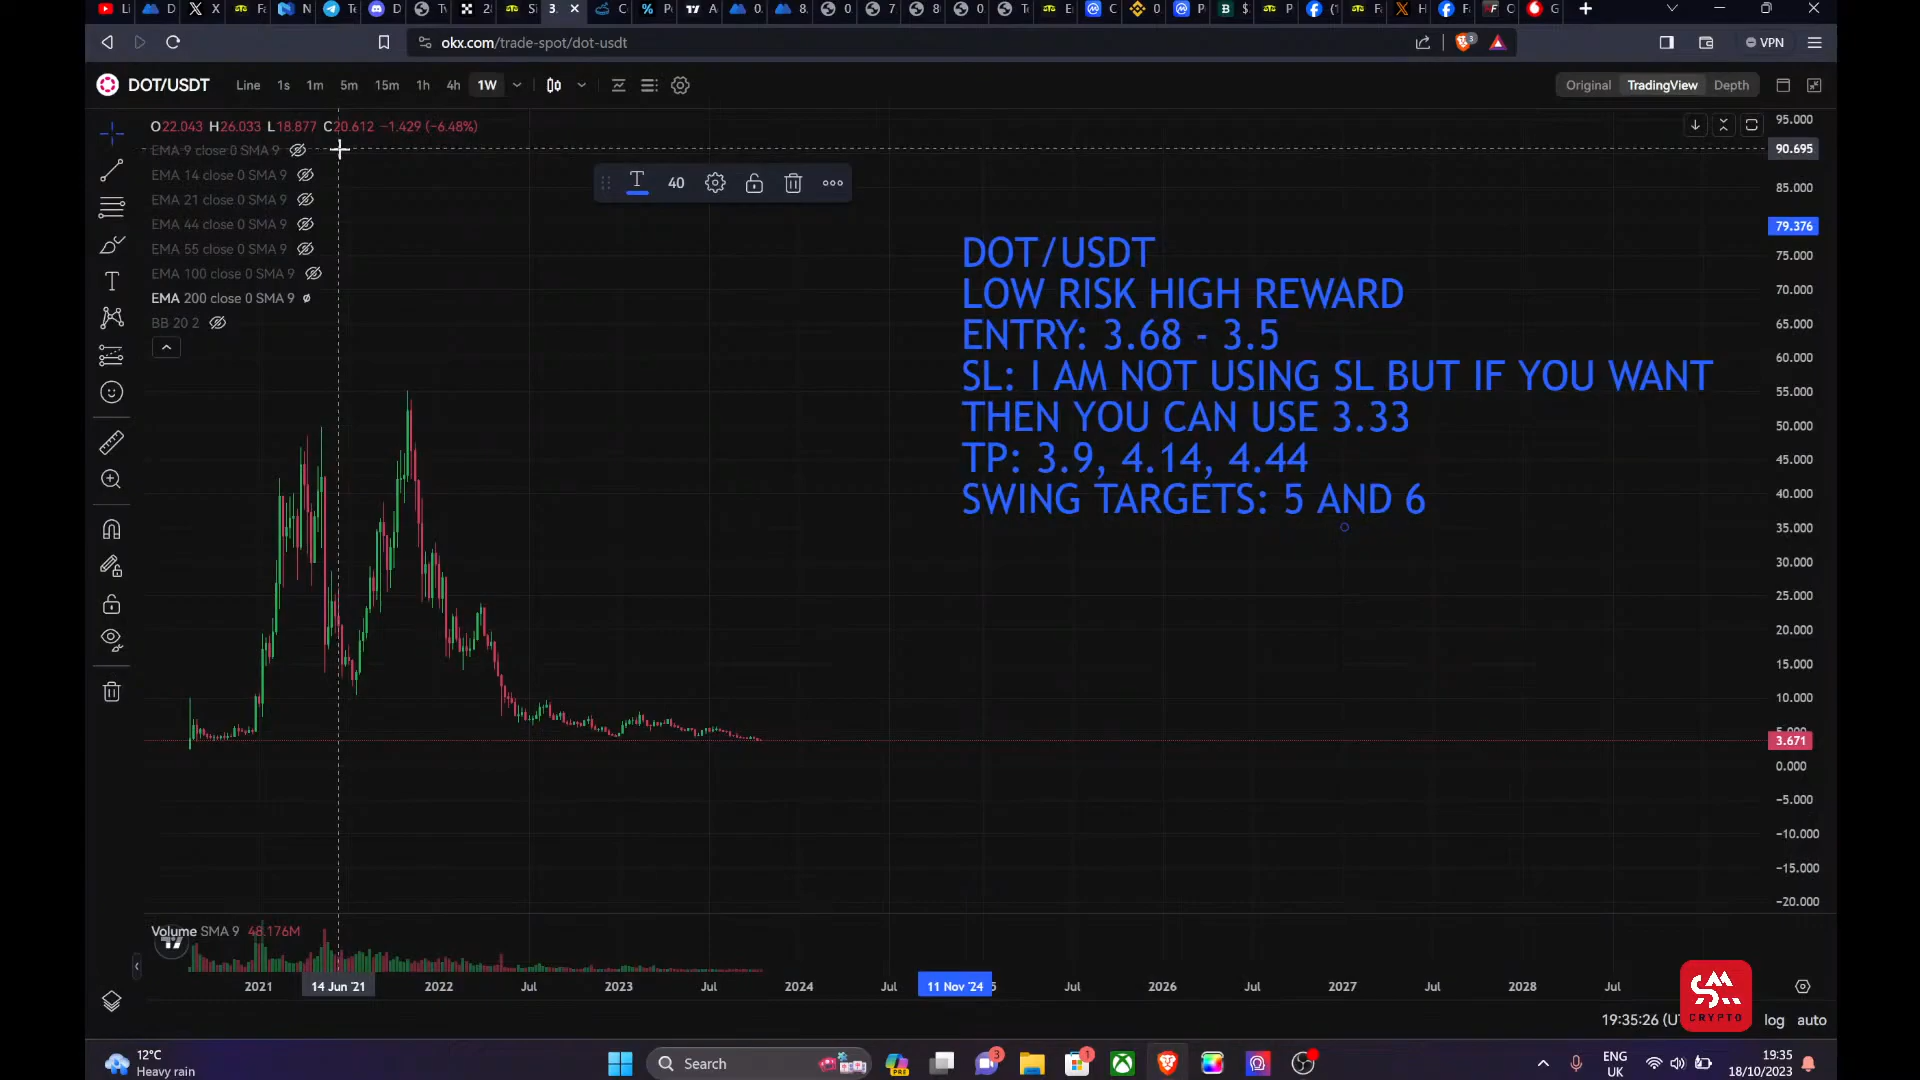 okx.com/trade-spot/dot-usdt
VPN
DOT/USDT Line 1s 1m 5m 15m 1h 4h 1W
Original TradingView Depth
O22.043 H26.033 L18.877 C20.612 −1.429 (−6.48%)
EMA 9 close 0 SMA 9
EMA 14 close 0 SMA 9
EMA 21 close 0 SMA 9
EMA 44 close 0 SMA 9
EMA 55 close 0 SMA 9
EMA 100 close 0 SMA 9
EMA 200 close 0 SMA 9
BB 20 2
T 40
DOT/USDT
LOW RISK HIGH REWARD
ENTRY: 3.68 - 3.5
SL: I AM NOT USING SL BUT IF YOU WANT
THEN YOU CAN USE 3.33
TP: 3.9, 4.14, 4.44
SWING TARGETS: 5 AND 6
95.000
90.695
85.000
79.376
75.000
70.000
65.000
60.000
55.000
50.000
45.000
40.000
35.000
30.000
25.000
20.000
15.000
10.000
5.000
3.671
0.000
−5.000
−10.000
−15.000
−20.000
Volume SMA 9 48.176M
2021 14 Jun '21 2022 Jul 2023 Jul 2024 Jul 11 Nov '24 Jul 2026 Jul 2027 Jul 2028 Jul
CRYPTO
19:35:26 (U log auto
12°C
Heavy rain
Search
ENG
UK
19:35
18/10/2023